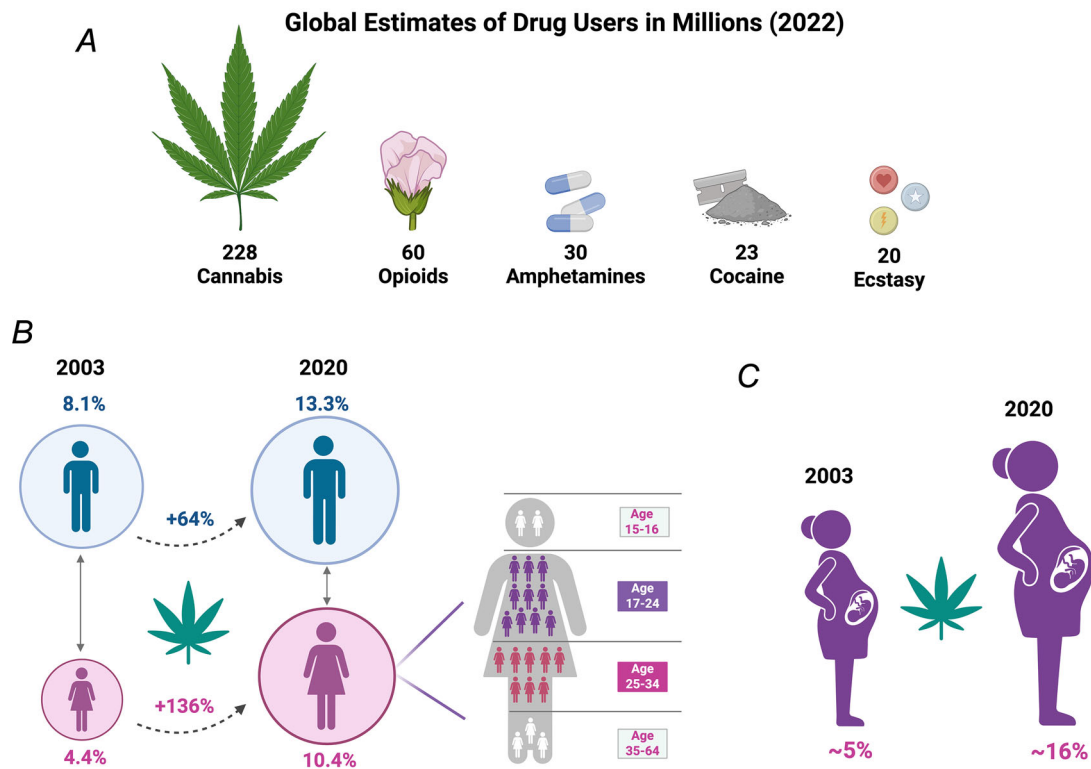 Global Estimates of Drug Users in Millions (2022)
A
228
Cannabis
60
Opioids
30
Amphetamines
23
Cocaine
20
Ecstasy
B
2003
8.1%
2020
13.3%
+64%
+136%
4.4%
10.4%
Age
15-16
Age
17-24
Age
25-34
Age
35-64
C
2003
2020
~5%
~16%